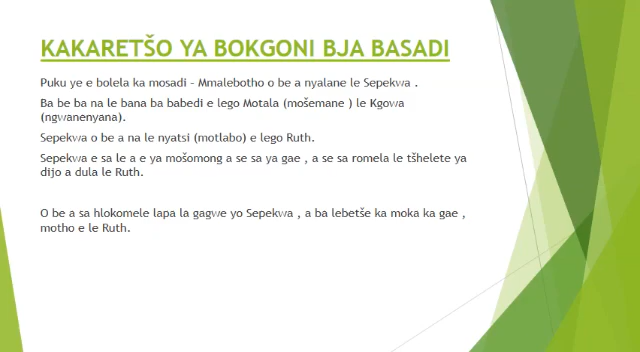 KAKARETŠO YA BOKGONI BJA BASADI
Puku ye e bolela ka mosadi – Mmalebotho o be a nyalane le Sepekwa .
Ba be ba na le bana ba babedi e lego Motala (mošemane ) le Kgowa
(ngwanenyana).
Sepekwa o be a na le nyatsi (motlabo) e lego Ruth.
Sepekwa e sa le a e ya mošomong a se sa ya gae , a se sa romela le tšhelete ya
dijo a dula le Ruth.
O be a sa hlokomele lapa la gagwe yo Sepekwa , a ba lebetše ka moka ka gae ,
motho e le Ruth.